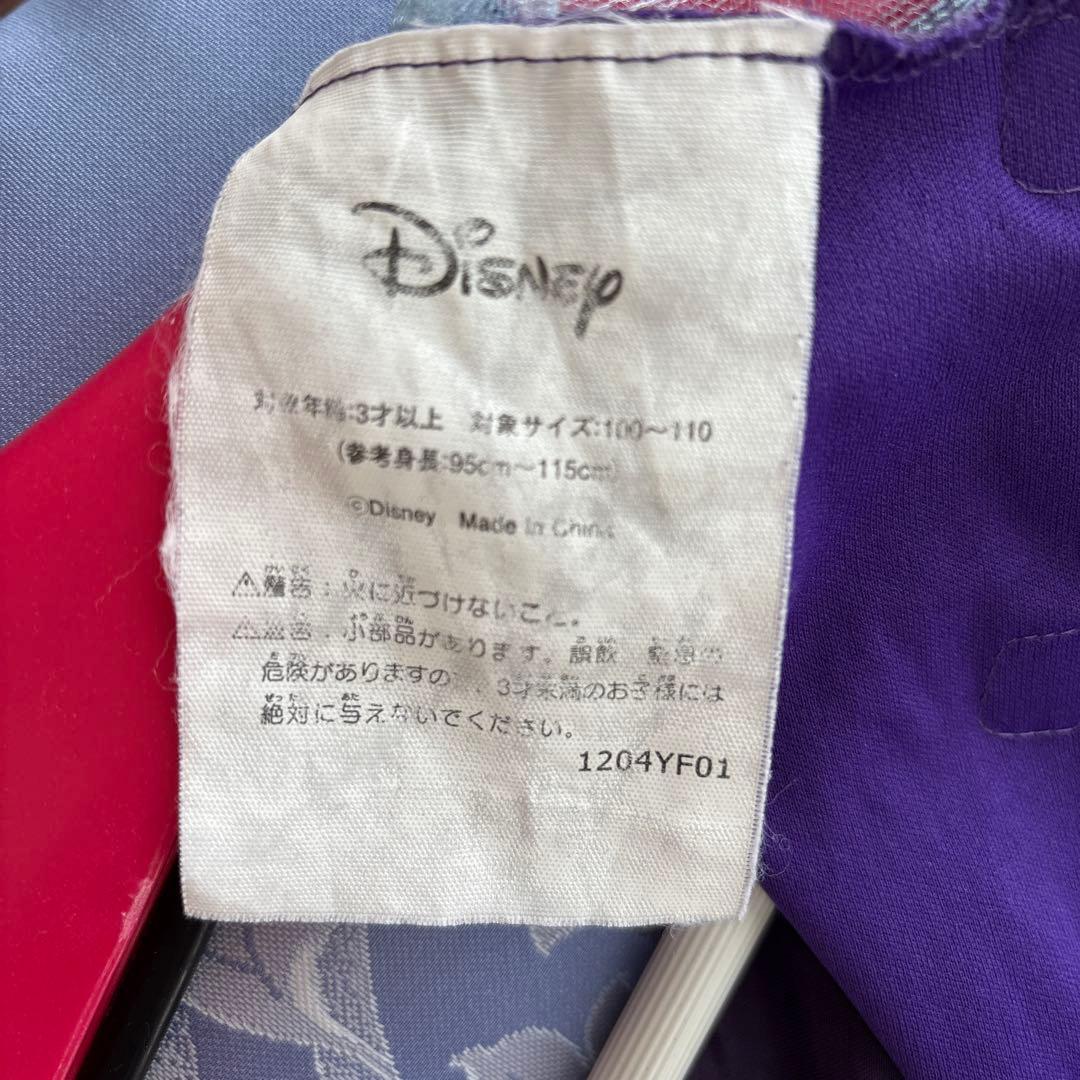 Disney
対象年齢:3才以上 対象サイズ:100～110
(参考身長:95cm～115cm)
©Disney Made in China
⚠警告：火に近づけないこと。
⚠警告：小部品があります。誤飲 窒息の
危険がありますの 、3才未満のお子様には
絶対に与えないでください。
1204YF01